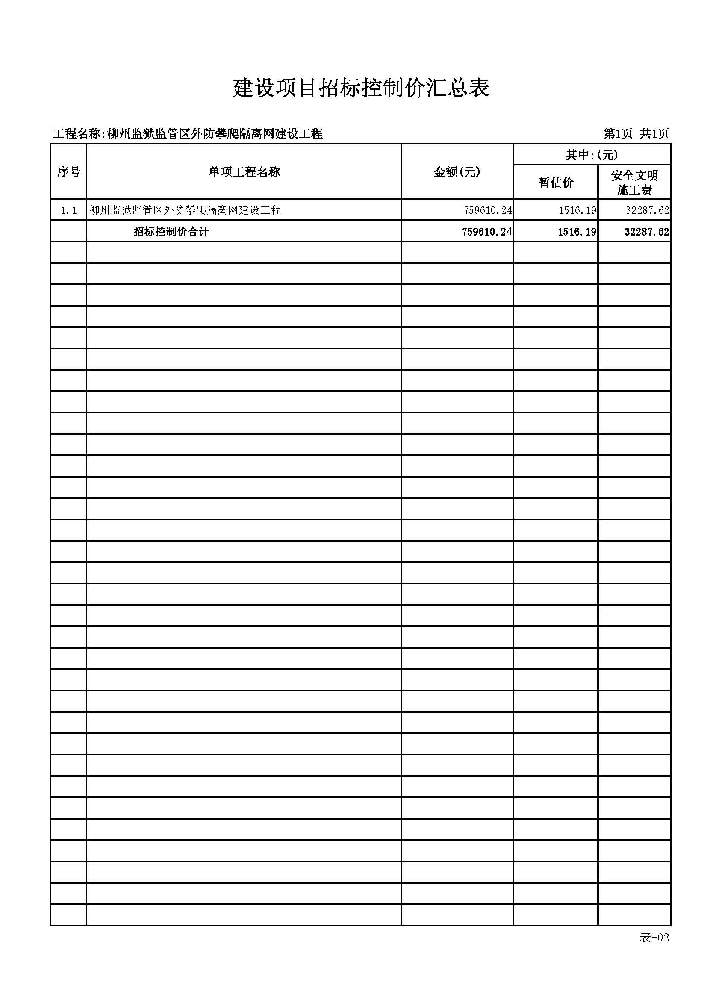 建设项目招标控制价汇总表
工程名称:柳州监狱监管区外防攀爬隔离网建设工程 第1页 共1页
序号 单项工程名称 金额(元) 其中:(元)
暂估价 安全文明
施工费
1.1 柳州监狱监管区外防攀爬隔离网建设工程 759610.24 1516.19 32287.62
招标控制价合计 759610.24 1516.19 32287.62
表-02